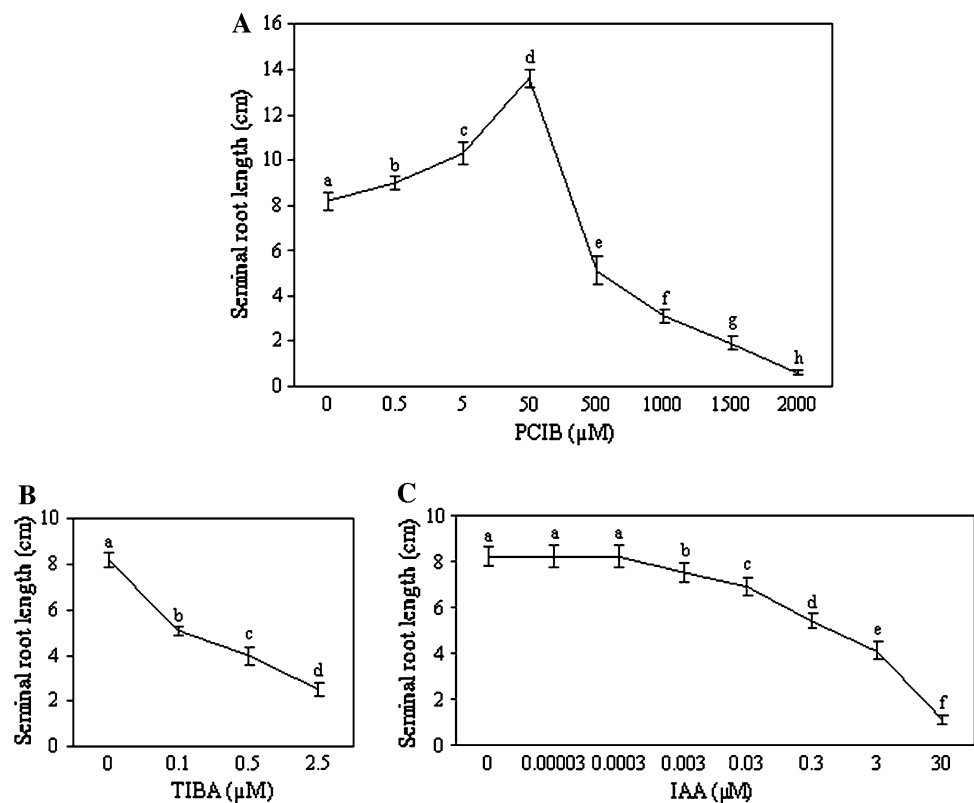 A
Seminal root length (cm)
16
14
12
10
8
6
4
2
0
a
b
c
d
e
f
g
h
0 0.5 5 50 500 1000 1500 2000
PCIB (µM)
B
Seminal root length (cm)
10
8
6
4
2
0
a
b
c
d
0 0.1 0.5 2.5
TIBA (µM)
C
Seminal root length (cm)
10
8
6
4
2
0
a
a
a
b
c
d
e
f
0 0.00003 0.0003 0.003 0.03 0.3 3 30
IAA (µM)